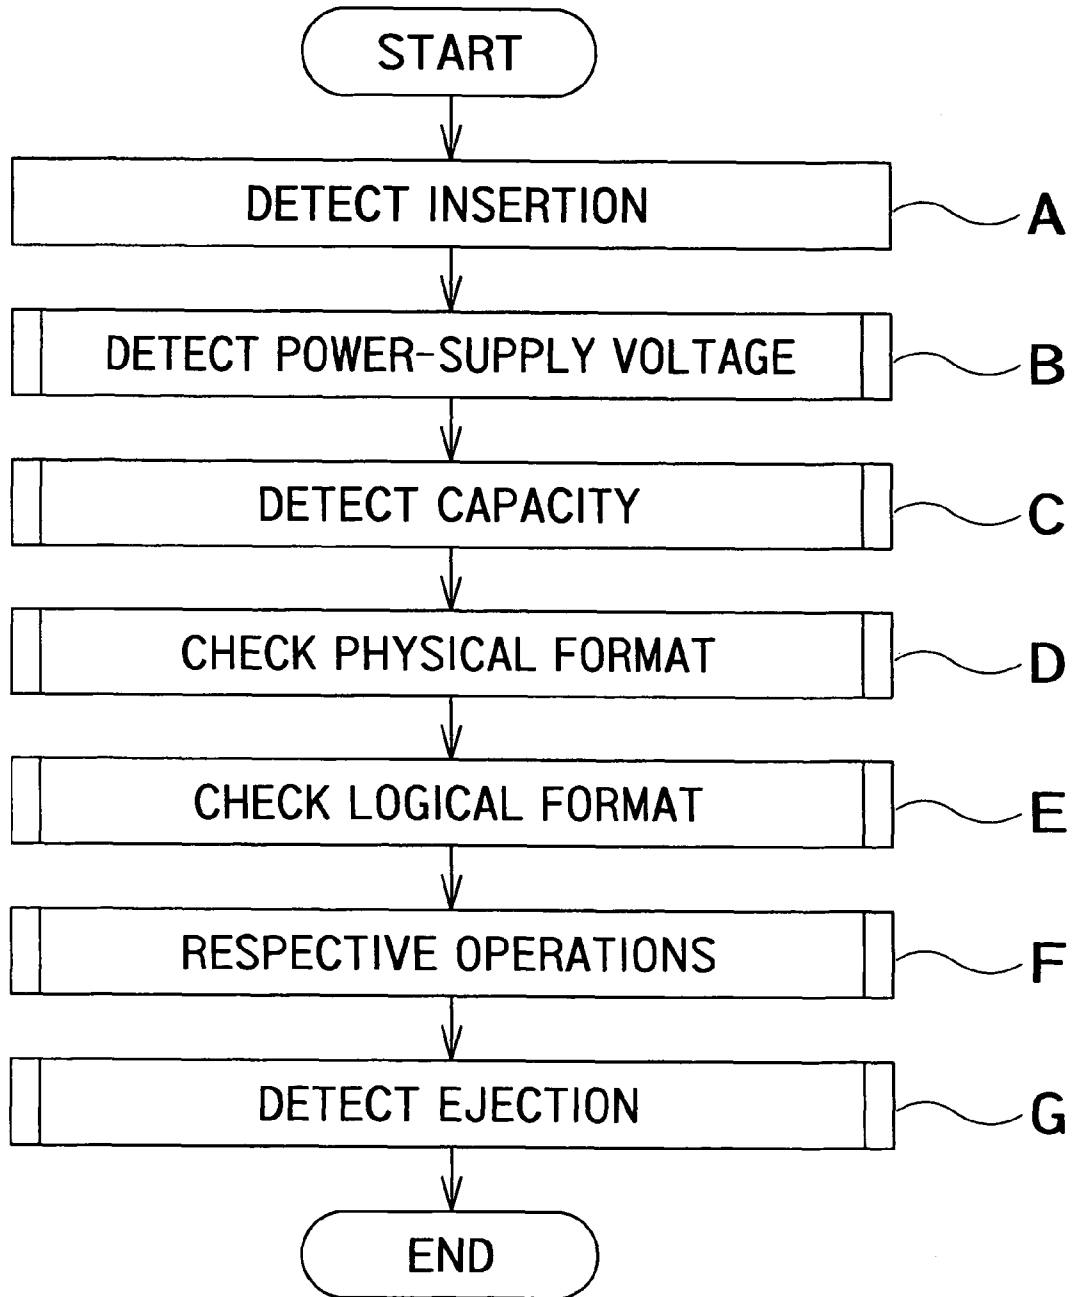 START
DETECT INSERTION
A
DETECT POWER-SUPPLY VOLTAGE
B
DETECT CAPACITY
C
CHECK PHYSICAL FORMAT
D
CHECK LOGICAL FORMAT
E
RESPECTIVE OPERATIONS
F
DETECT EJECTION
G
END